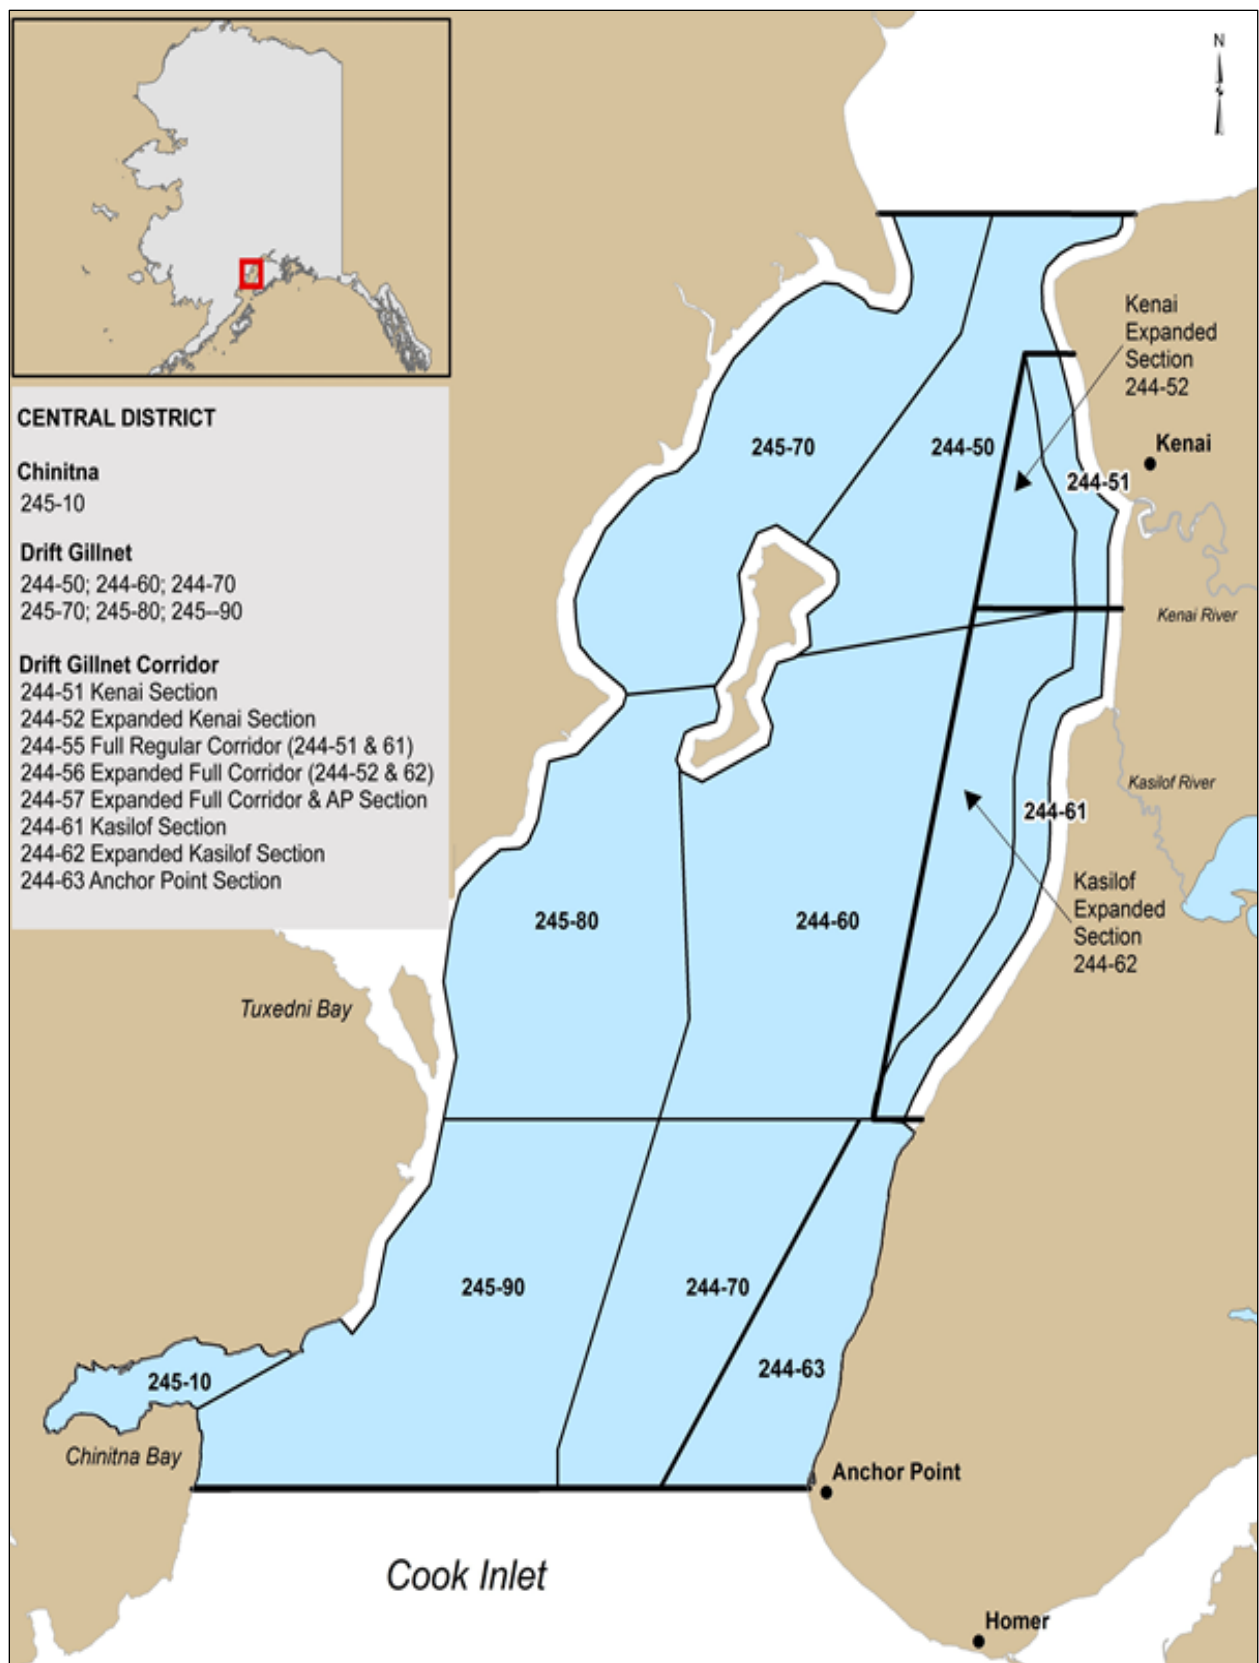 N
CENTRAL DISTRICT
Chinitna
245-10
Drift Gillnet
244-50; 244-60; 244-70
245-70; 245-80; 245--90
Drift Gillnet Corridor
244-51 Kenai Section
244-52 Expanded Kenai Section
244-55 Full Regular Corridor (244-51 & 61)
244-56 Expanded Full Corridor (244-52 & 62)
244-57 Expanded Full Corridor & AP Section
244-61 Kasilof Section
244-62 Expanded Kasilof Section
244-63 Anchor Point Section
Kenai
Expanded
Section
244-52
245-70
244-50
Kenai
244-51
Kenai River
Kasilof River
244-61
Kasilof
Expanded
Section
244-62
245-80
244-60
Tuxedni Bay
245-90
244-70
244-63
245-10
Chinitna Bay
Anchor Point
Cook Inlet
Homer